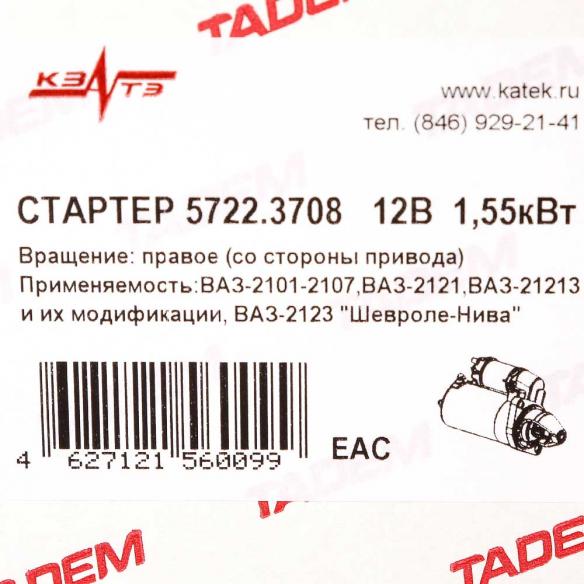 TADEM
КЗАТЭ
www.katek.ru
тел. (846) 929-21-41
СТАРТЕР 5722.3708 12В 1,55кВт
Вращение: правое (со стороны привода)
Применяемость:ВАЗ-2101-2107,ВАЗ-2121,ВАЗ-21213
и их модификации, ВАЗ-2123 "Шевроле-Нива"
4 627121 560099
EAC
TADEM
TADEM
TADEM